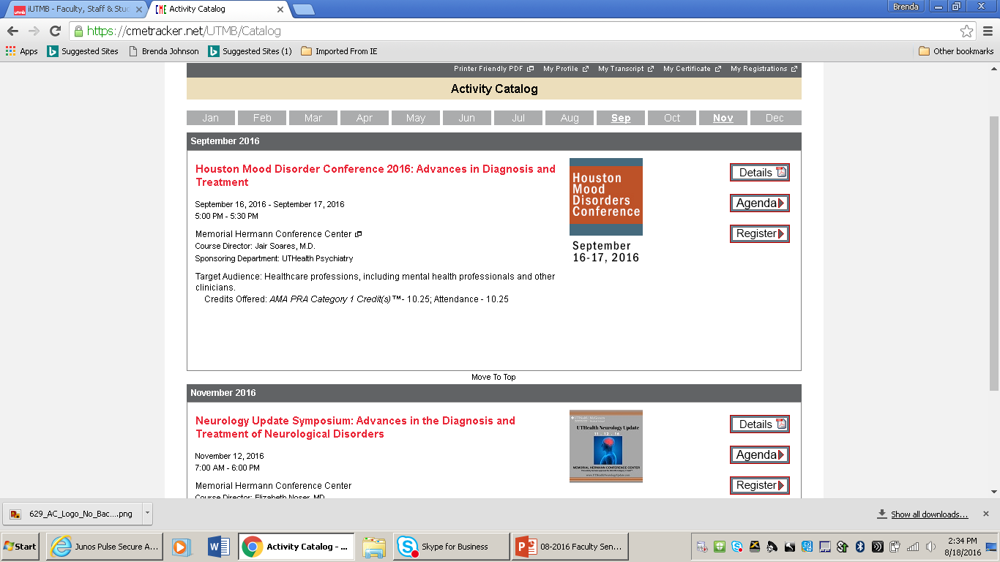 iUTMB - Faculty, Staff & Stu
Activity Catalog
Brenda
https://cmetracker.net/UTMB/Catalog
Apps
Suggested Sites
Brenda Johnson
Suggested Sites (1)
Imported From IE
Other bookmarks
Printer Friendly PDF
My Profile
My Transcript
My Certificate
My Registrations
Activity Catalog
Jan Feb Mar Apr May Jun Jul Aug Sep Oct Nov Dec
September 2016
Houston Mood Disorder Conference 2016: Advances in Diagnosis and
Treatment
September 16, 2016 - September 17, 2016
5:00 PM - 5:30 PM
Memorial Hermann Conference Center
Course Director: Jair Soares, M.D.
Sponsoring Department: UTHealth Psychiatry
Target Audience: Healthcare professions, including mental health professionals and other
clinicians.
Credits Offered: AMA PRA Category 1 Credit(s)™- 10.25; Attendance - 10.25
Houston
Mood
Disorders
Conference
September
16-17, 2016
Details
Agenda
Register
Move To Top
November 2016
Neurology Update Symposium: Advances in the Diagnosis and
Treatment of Neurological Disorders
November 12, 2016
7:00 AM - 6:00 PM
Memorial Hermann Conference Center
Course Director: Elizabeth Noser, MD
UTHealth Neurology Update
11 . 12 . 16
MEMORIAL HERMANN CONFERENCE CENTER
Details
Agenda
Register
629_AC_Logo_No_Bac....png
Show all downloads...
Start
Junos Pulse Secure A...
Activity Catalog - ...
Skype for Business
08-2016 Faculty Sen...
2:34 PM
8/18/2016